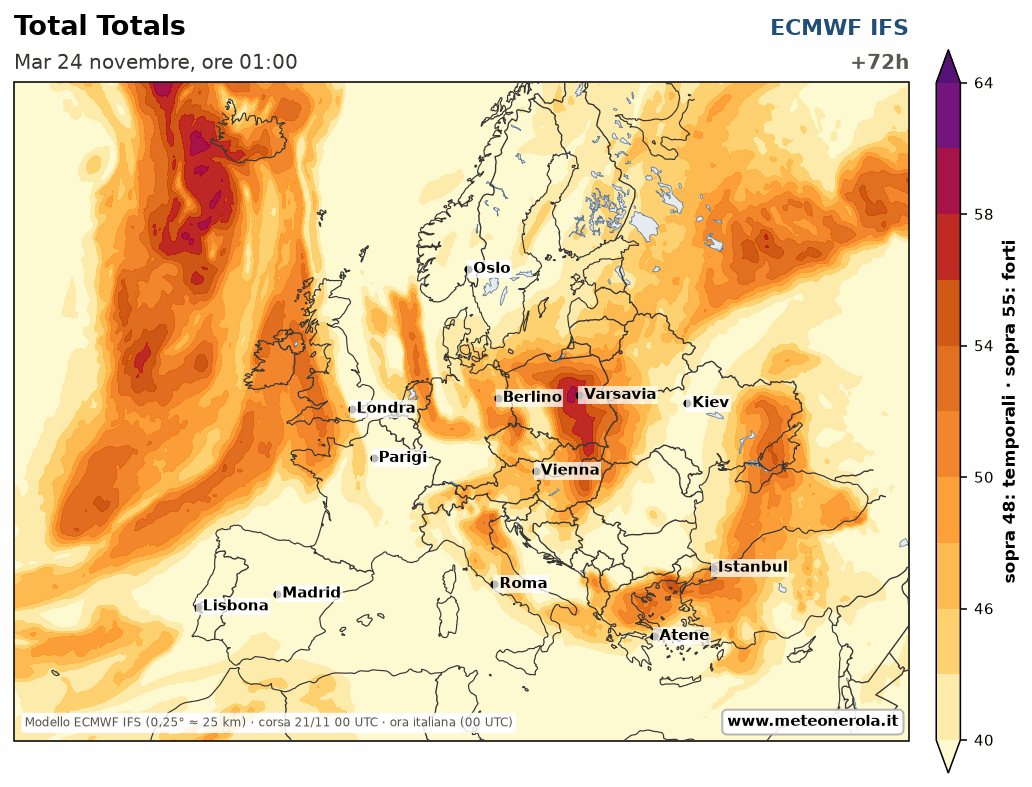 Total Totals
ECMWF IFS
Mar 24 novembre, ore 01:00
+72h
64
58
54
50
46
40
sopra 48: temporali · sopra 55: forti
Oslo
Londra
Berlino
Varsavia
Kiev
Parigi
Vienna
Istanbul
Roma
Madrid
Lisbona
Atene
Modello ECMWF IFS (0,25° ≈ 25 km) · corsa 21/11 00 UTC · ora italiana (00 UTC)
www.meteonerola.it